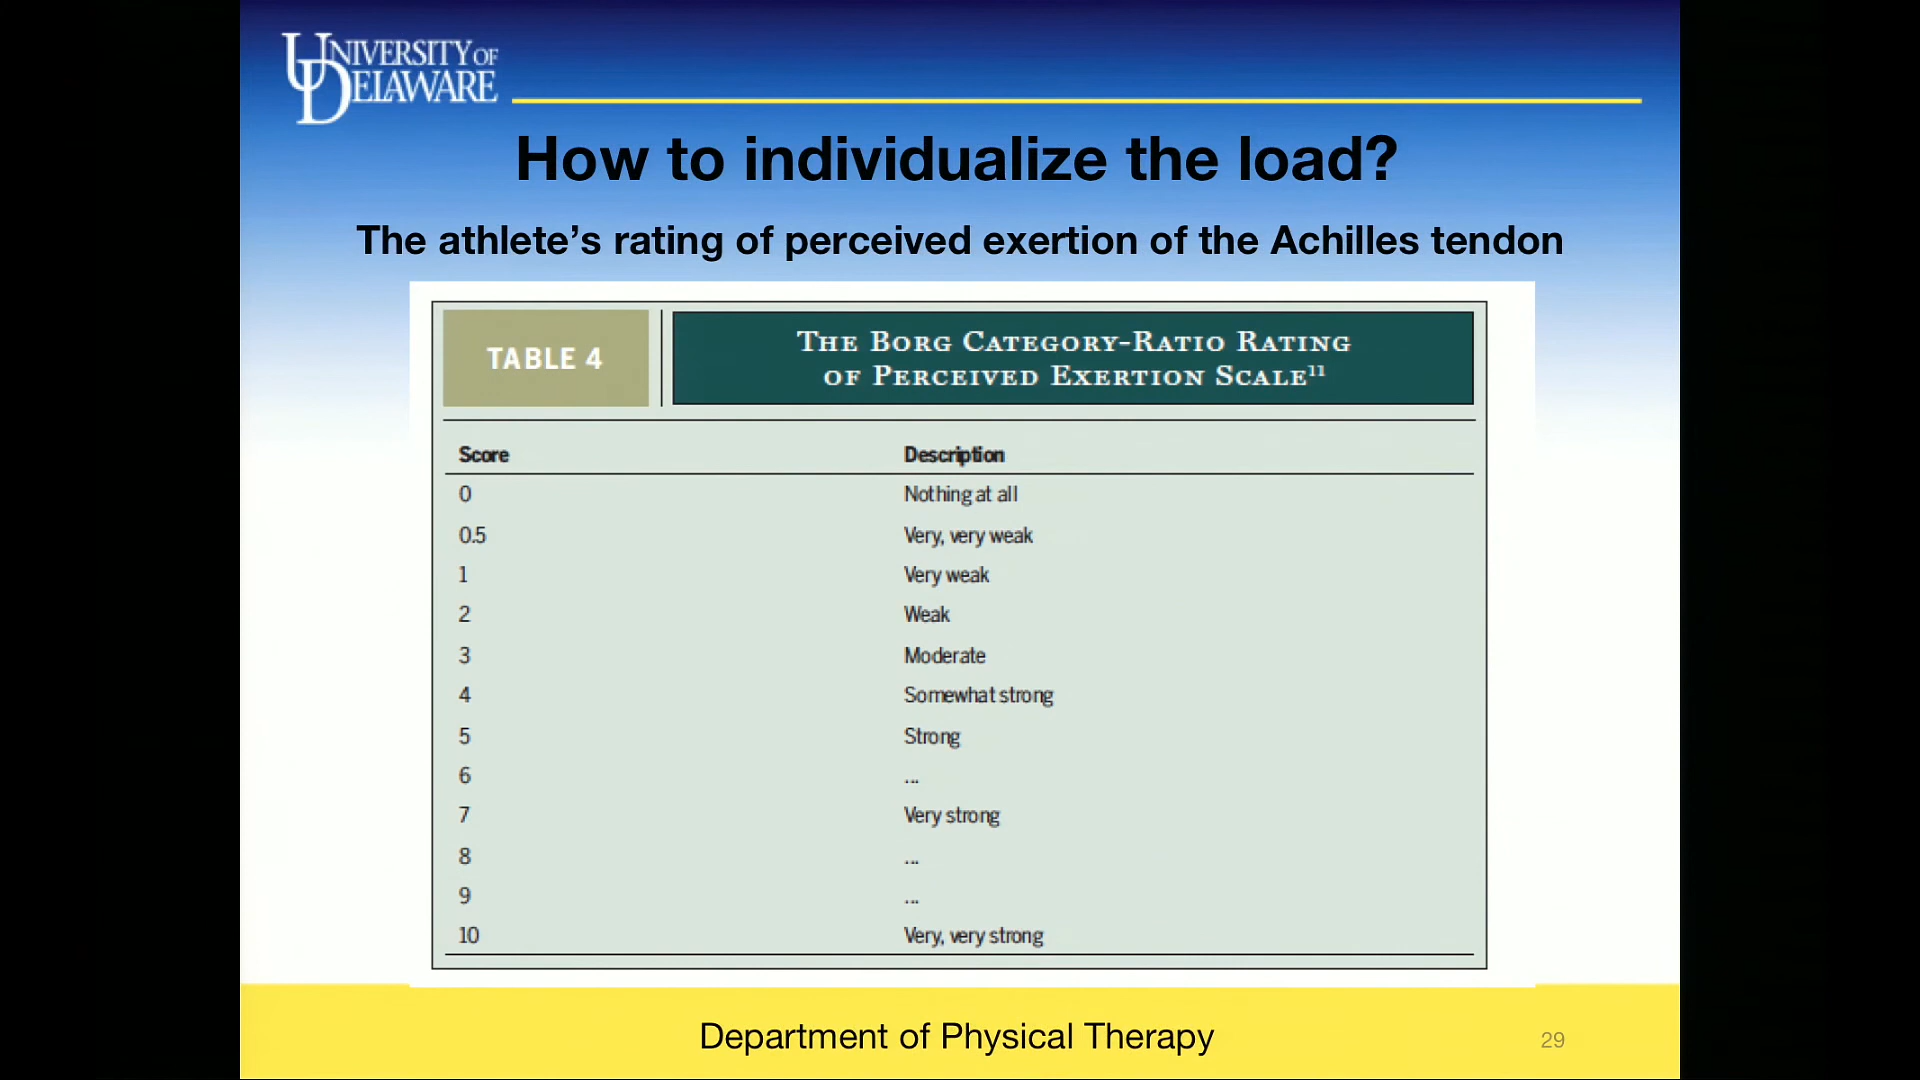 UNIVERSITY OF
DELAWARE
How to individualize the load?
The athlete’s rating of perceived exertion of the Achilles tendon
TABLE 4
THE BORG CATEGORY-RATIO RATING
OF PERCEIVED EXERTION SCALE¹¹
Score Description
0 Nothing at all
0.5 Very, very weak
1 Very weak
2 Weak
3 Moderate
4 Somewhat strong
5 Strong
6 ...
7 Very strong
8 ...
9 ...
10 Very, very strong
Department of Physical Therapy
29